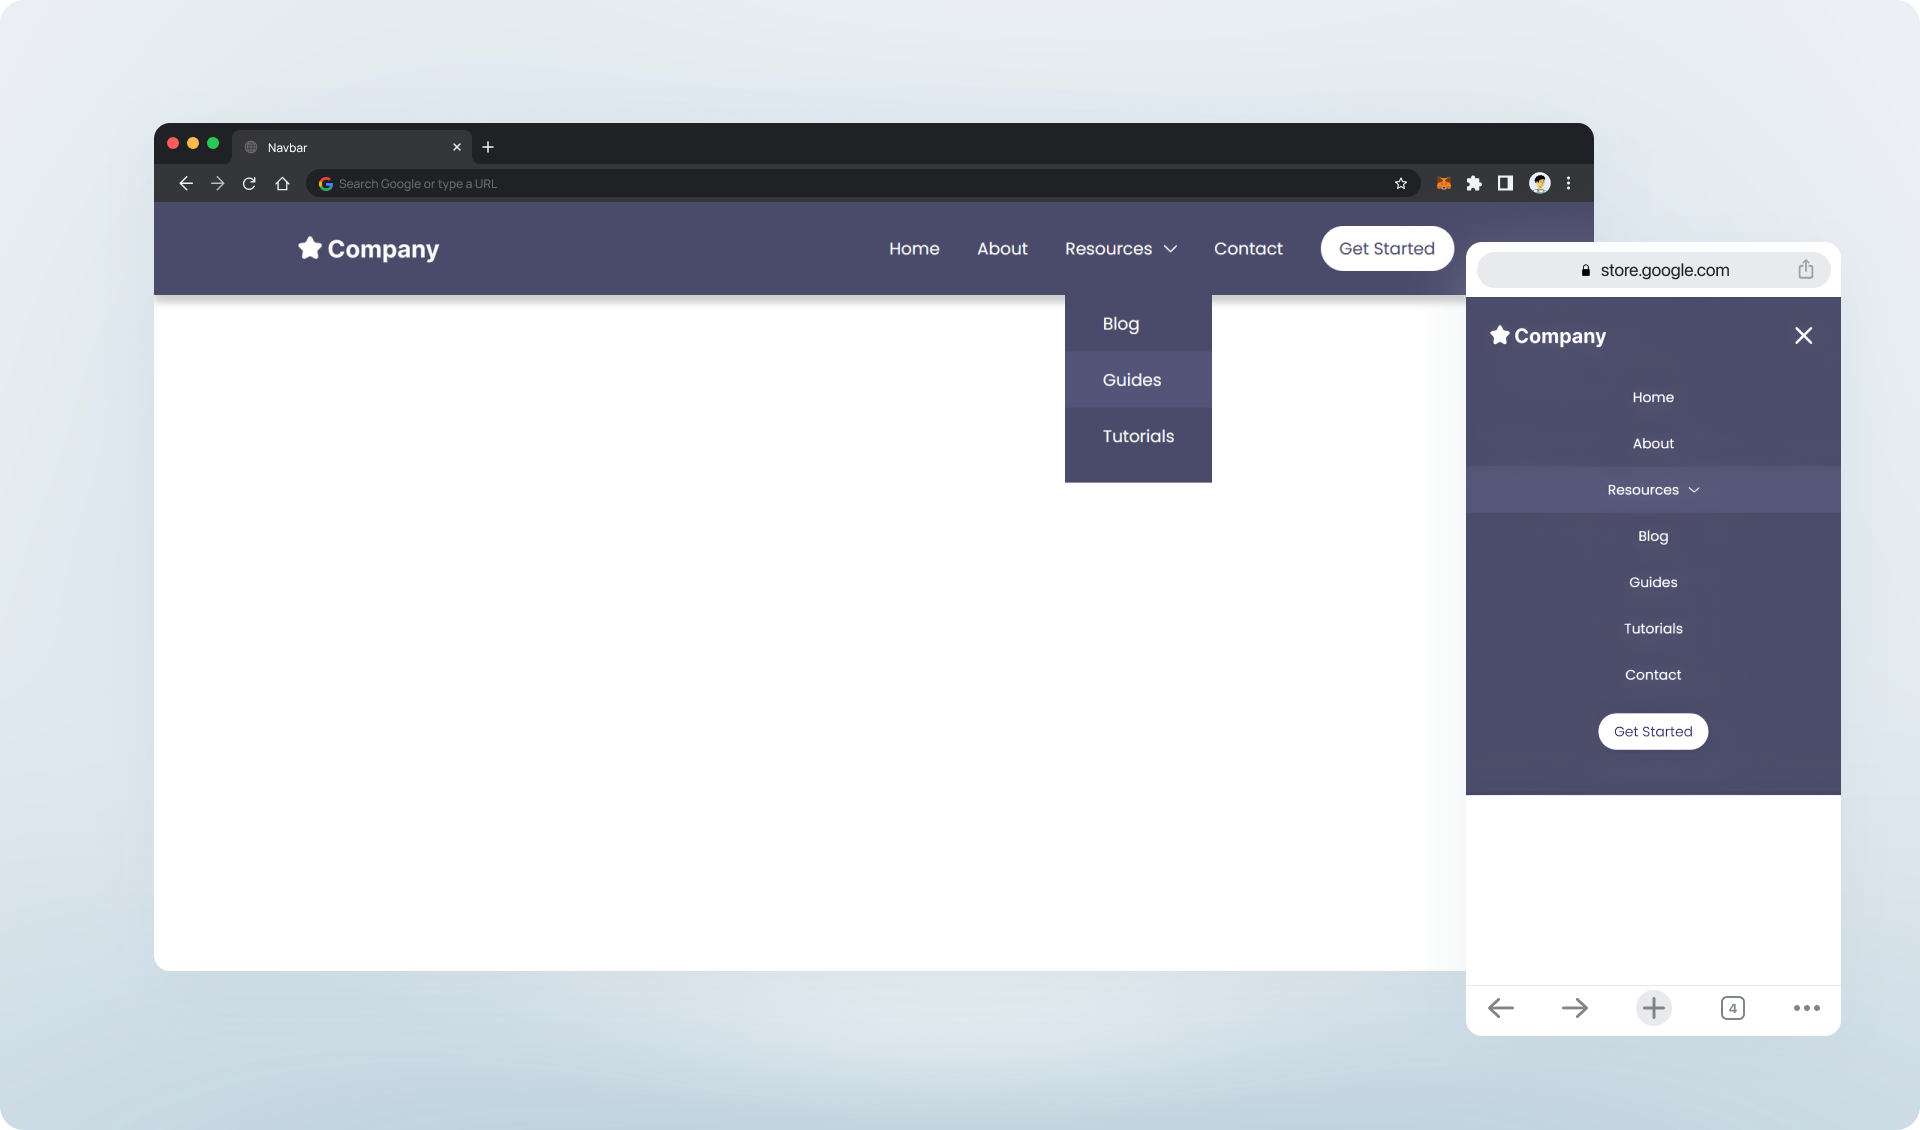 Navbar
Search Google or type a URL
Company
Home
About
Resources
Contact
Get Started
Blog
Guides
Tutorials
store.google.com
Company
Home
About
Resources
Blog
Guides
Tutorials
Contact
Get Started
4